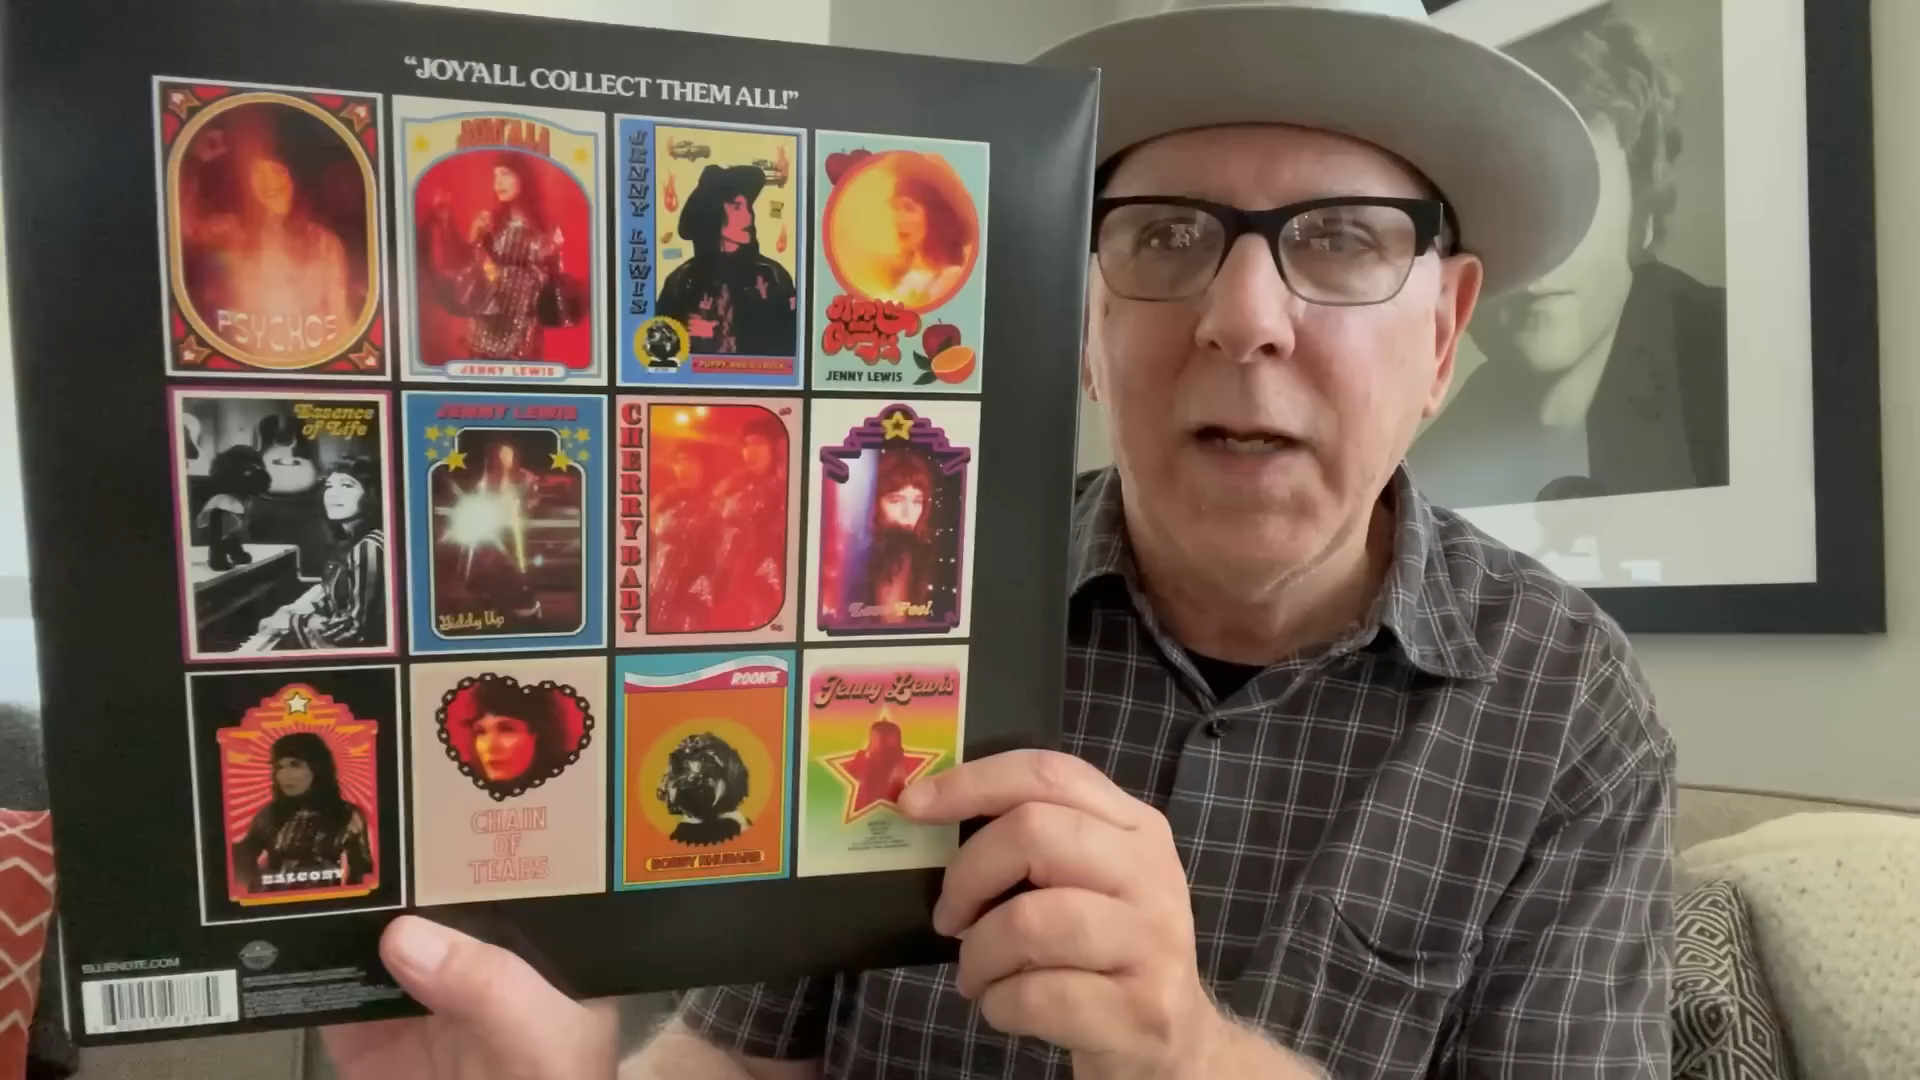 “JOY’ALL COLLECT THEM ALL!”
PSYCHOS
JOY'ALL
JENNY LEWIS
JENNY LEWIS
PUPPY AND A TRUCK
JENNY LEWIS
Essence
of Life
JENNY LEWIS
Giddy Up
CHERRY BABY
Love Feel
BALCONY
CHAIN
OF
TEARS
ROOKIE
BOBBY RHUBARB
Jenny Lewis
BLUENOTE.COM